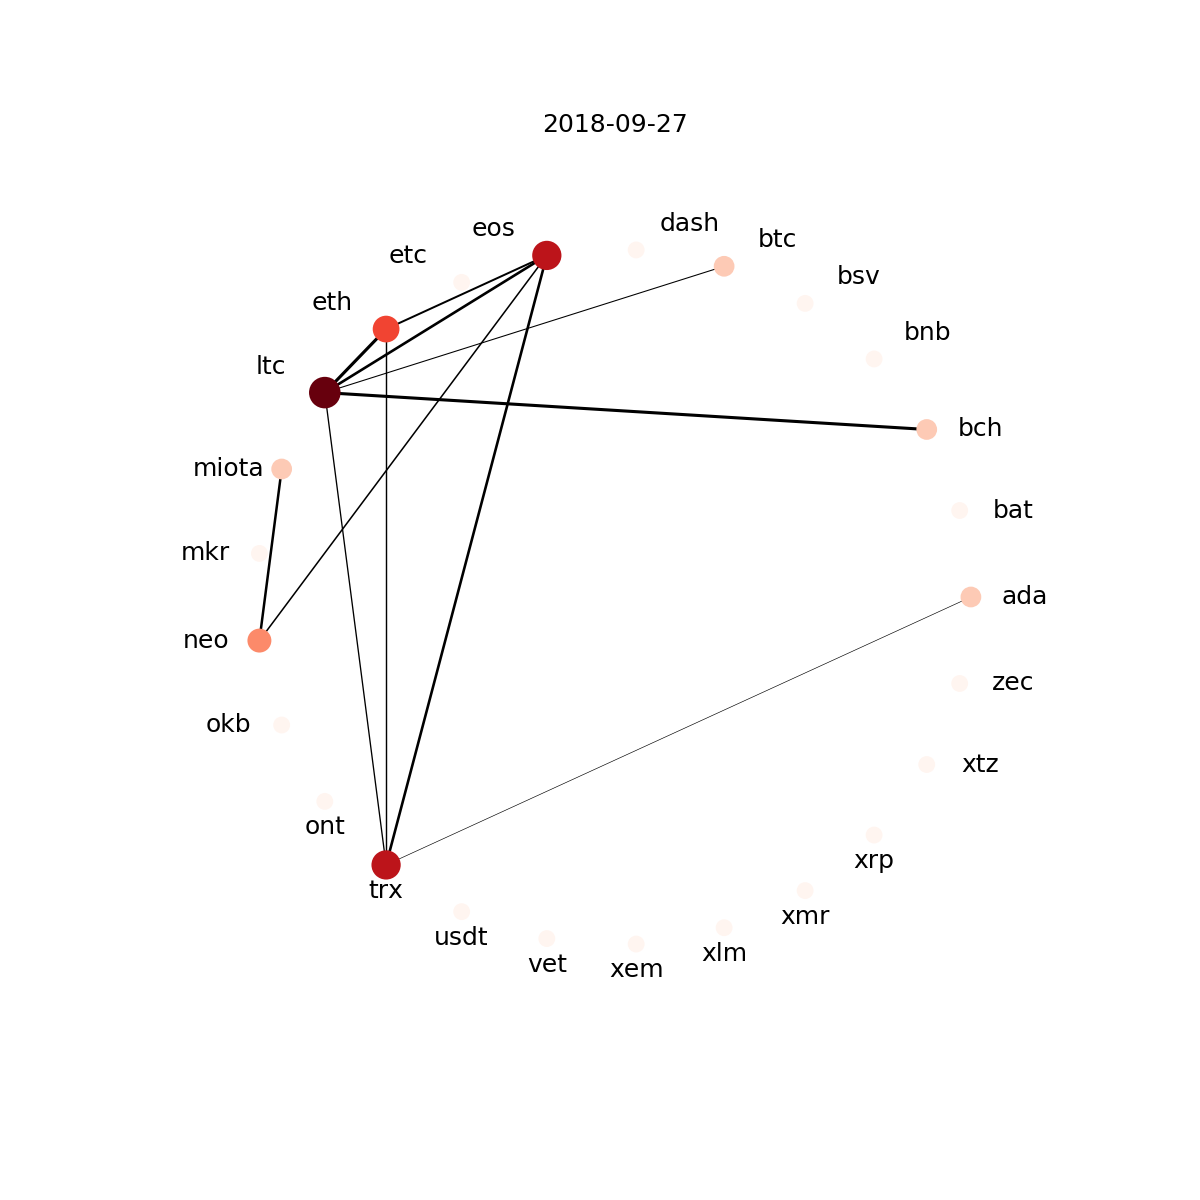 2018-09-27
dash
eos
btc
etc
bsv
eth
bnb
ltc
bch
miota
bat
mkr
ada
neo
zec
okb
xtz
ont
xrp
trx
xmr
usdt
xlm
vet
xem